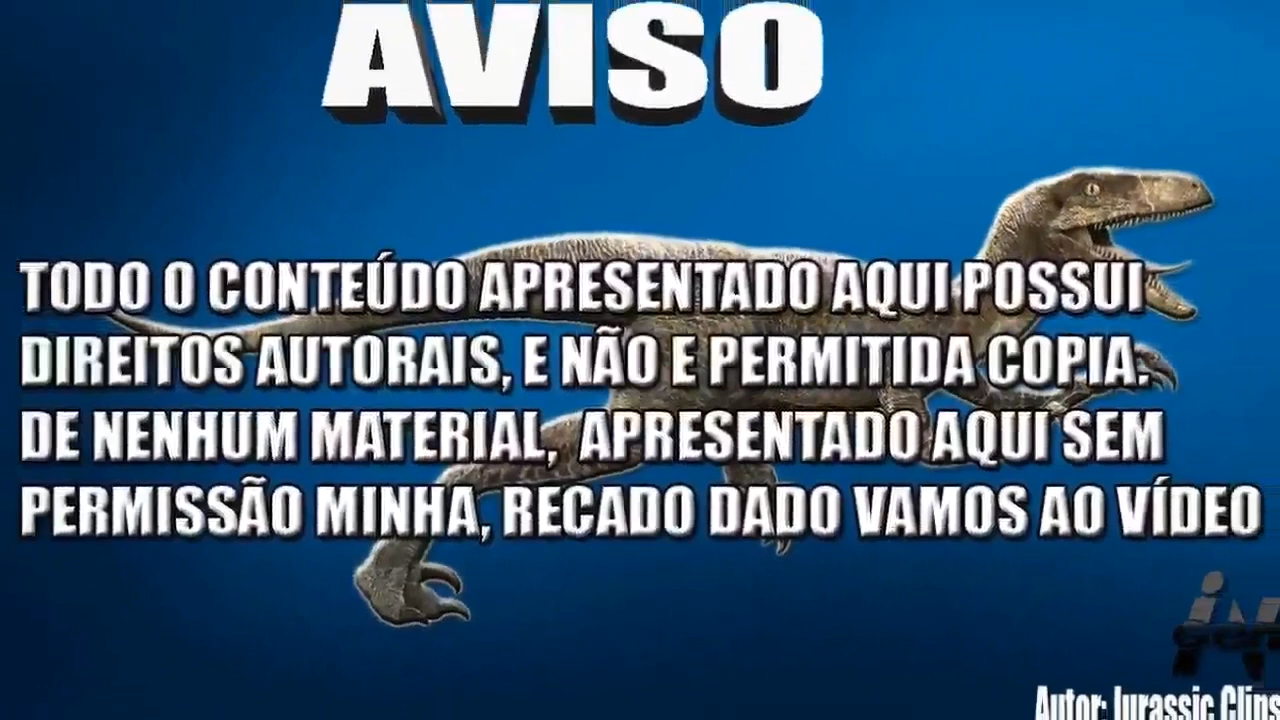 AVISO
TODO O CONTEÚDO APRESENTADO AQUI POSSUI
DIREITOS AUTORAIS, E NÃO E PERMITIDA COPIA.
DE NENHUM MATERIAL, APRESENTADO AQUI SEM
PERMISSÃO MINHA, RECADO DADO VAMOS AO VÍDEO
Autor: Jurassic Clips